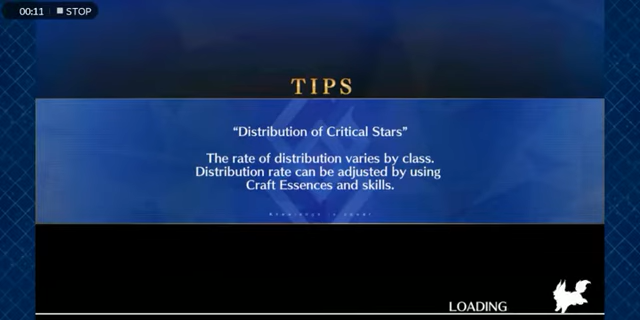 00:11 STOP
TIPS
“Distribution of Critical Stars”
The rate of distribution varies by class.
Distribution rate can be adjusted by using
Craft Essences and skills.
LOADING